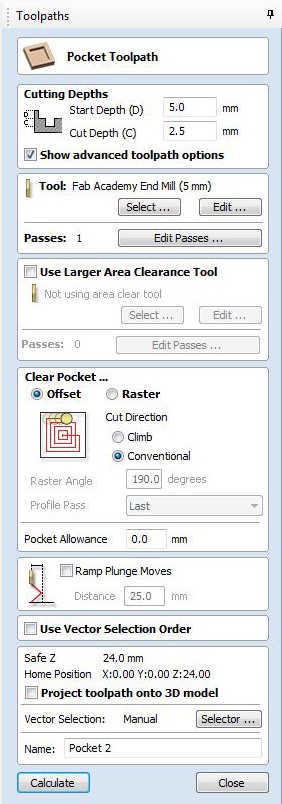 Toolpaths
Pocket Toolpath
Cutting Depths
Start Depth (D) 5.0 mm
D
C
Cut Depth (C) 2.5 mm
Show advanced toolpath options
Tool: Fab Academy End Mill (5 mm)
Select ... Edit ...
Passes: 1 Edit Passes ...
Use Larger Area Clearance Tool
Not using area clear tool
Select ... Edit ...
Passes: 0 Edit Passes ...
Clear Pocket ...
Offset Raster
Cut Direction
Climb
Conventional
Raster Angle 190.0 degrees
Profile Pass Last
Pocket Allowance 0.0 mm
Ramp Plunge Moves
Distance 25.0 mm
Use Vector Selection Order
Safe Z 24.0 mm
Home Position X:0.00 Y:0.00 Z:24.00
Project toolpath onto 3D model
Vector Selection: Manual Selector ...
Name: Pocket 2
Calculate Close